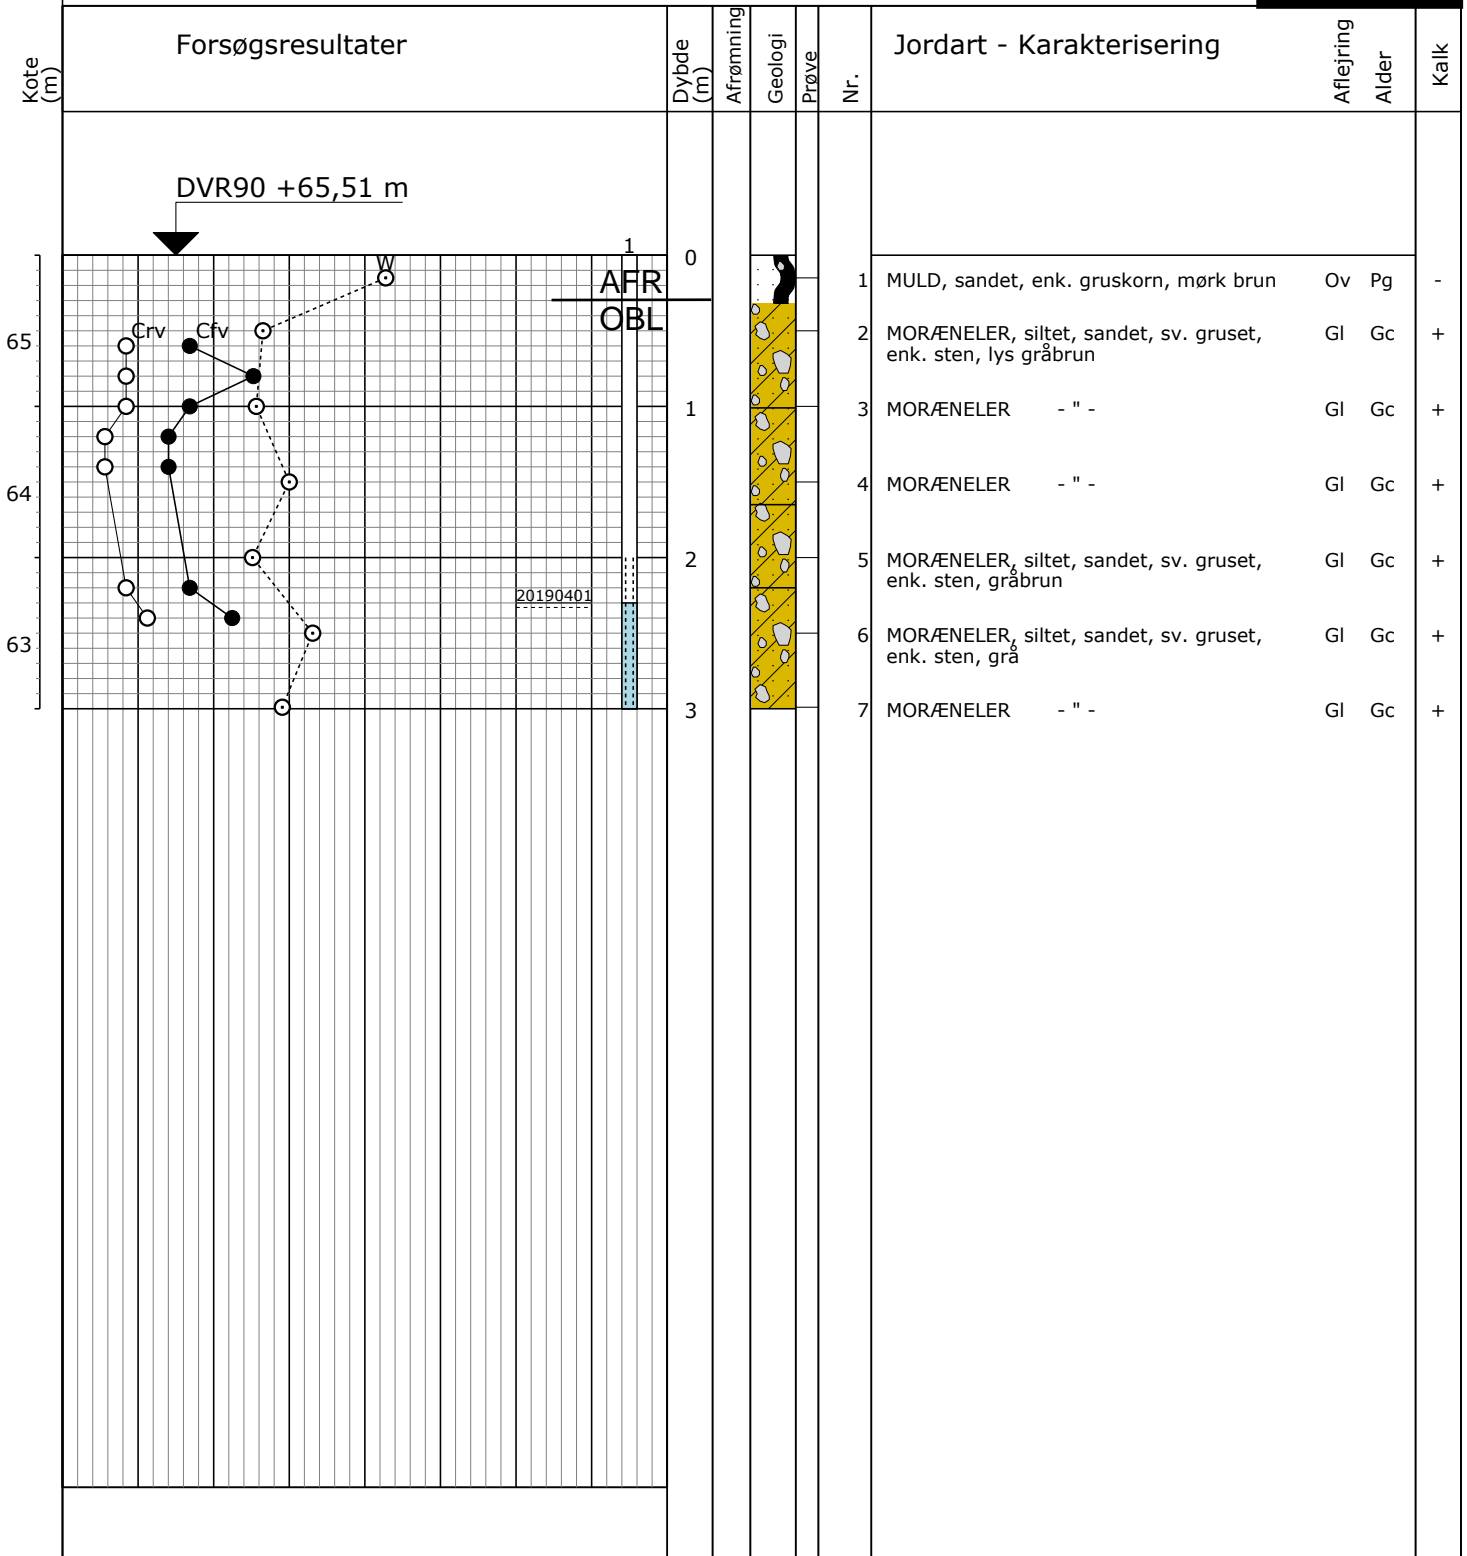 Kote
(m)
Forsøgsresultater
Dybde
(m)
Afrømning
Geologi
Prøve
Nr.
Jordart - Karakterisering
Aflejring
Alder
Kalk
DVR90 +65,51 m
1
W
0
AFR
OBL
1 MULD, sandet, enk. gruskorn, mørk brun Ov Pg -
Crv Cfv
65
2 MORÆNELER, siltet, sandet, sv. gruset, Gl Gc +
enk. sten, lys gråbrun
1
3 MORÆNELER - " - Gl Gc +
64
4 MORÆNELER - " - Gl Gc +
2
5 MORÆNELER, siltet, sandet, sv. gruset, Gl Gc +
enk. sten, gråbrun
20190401
63
6 MORÆNELER, siltet, sandet, sv. gruset, Gl Gc +
enk. sten, grå
3
7 MORÆNELER - " - Gl Gc +